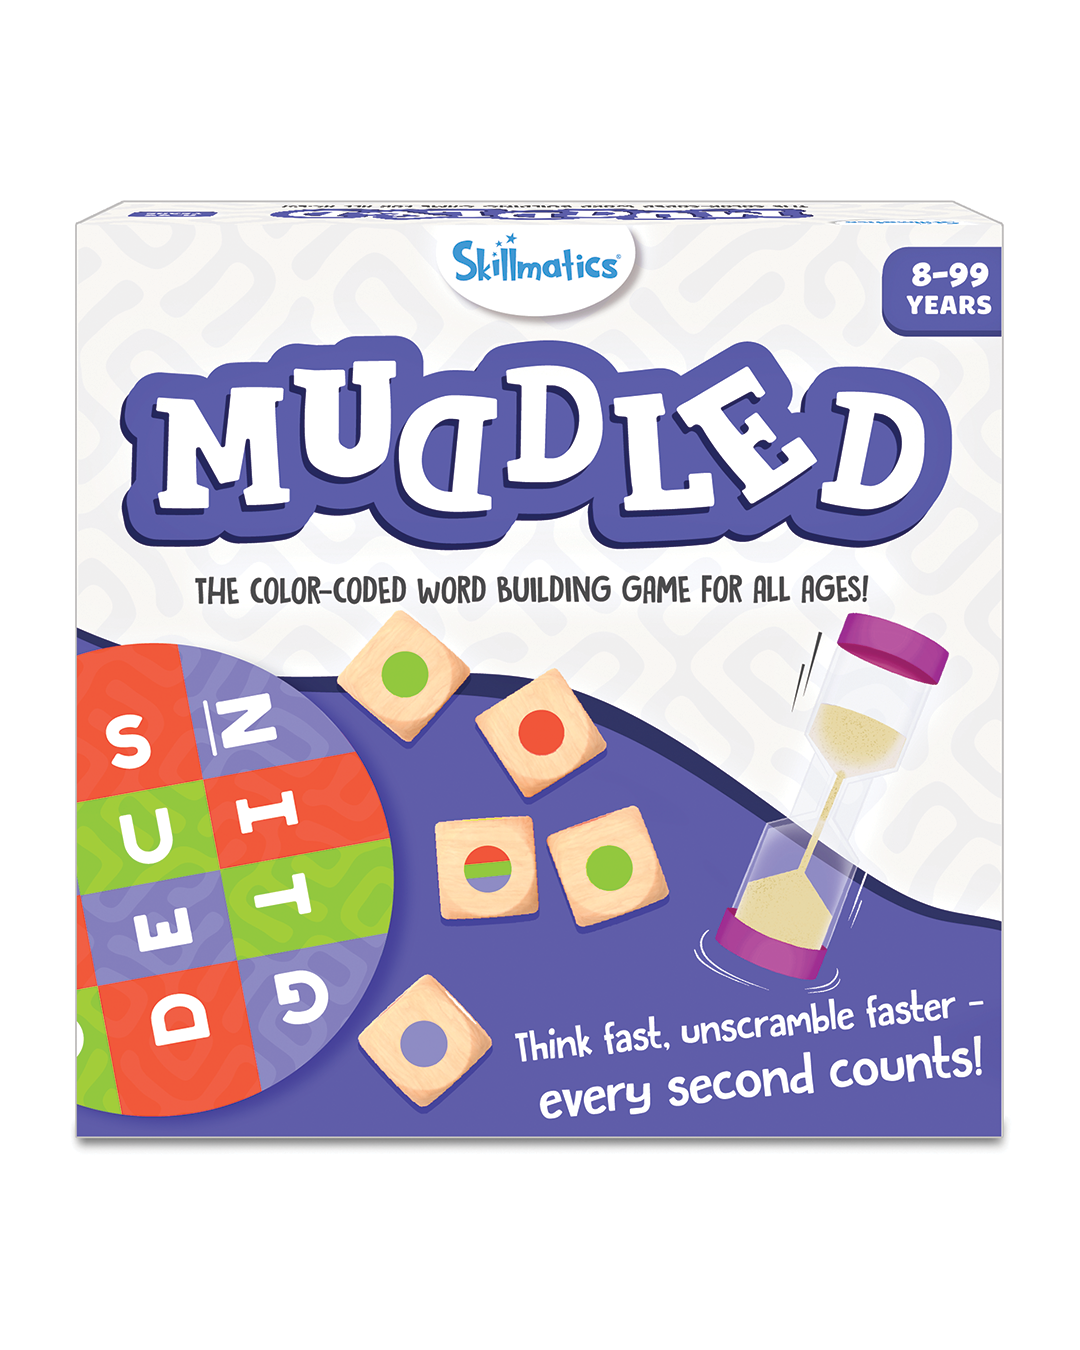 Skillmatics
8-99
YEARS
MUDDLED
THE COLOR-CODED WORD BUILDING GAME FOR ALL AGES!
S N
U I
E T
D G
Think fast, unscramble faster –
every second counts!